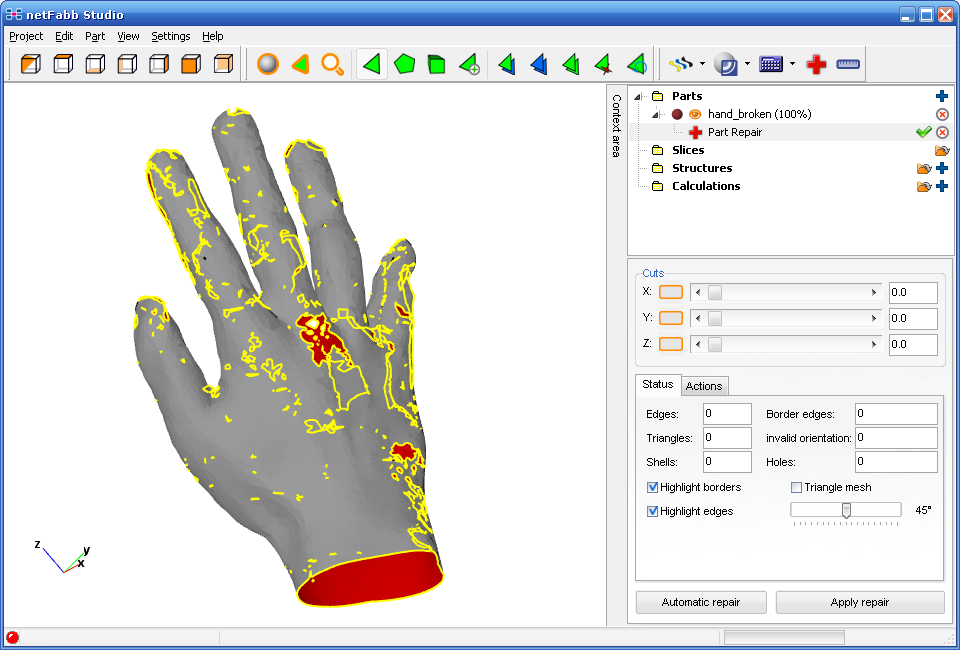 netFabb Studio
Project Edit Part View Settings Help
Context area
Parts
hand_broken (100%)
Part Repair
Slices
Structures
Calculations
Cuts
X: 0.0
Y: 0.0
Z: 0.0
Status Actions
Edges: 0 Border edges: 0
Triangles: 0 invalid orientation: 0
Shells: 0 Holes: 0
Highlight borders Triangle mesh
Highlight edges 45°
Automatic repair Apply repair
z
y
x